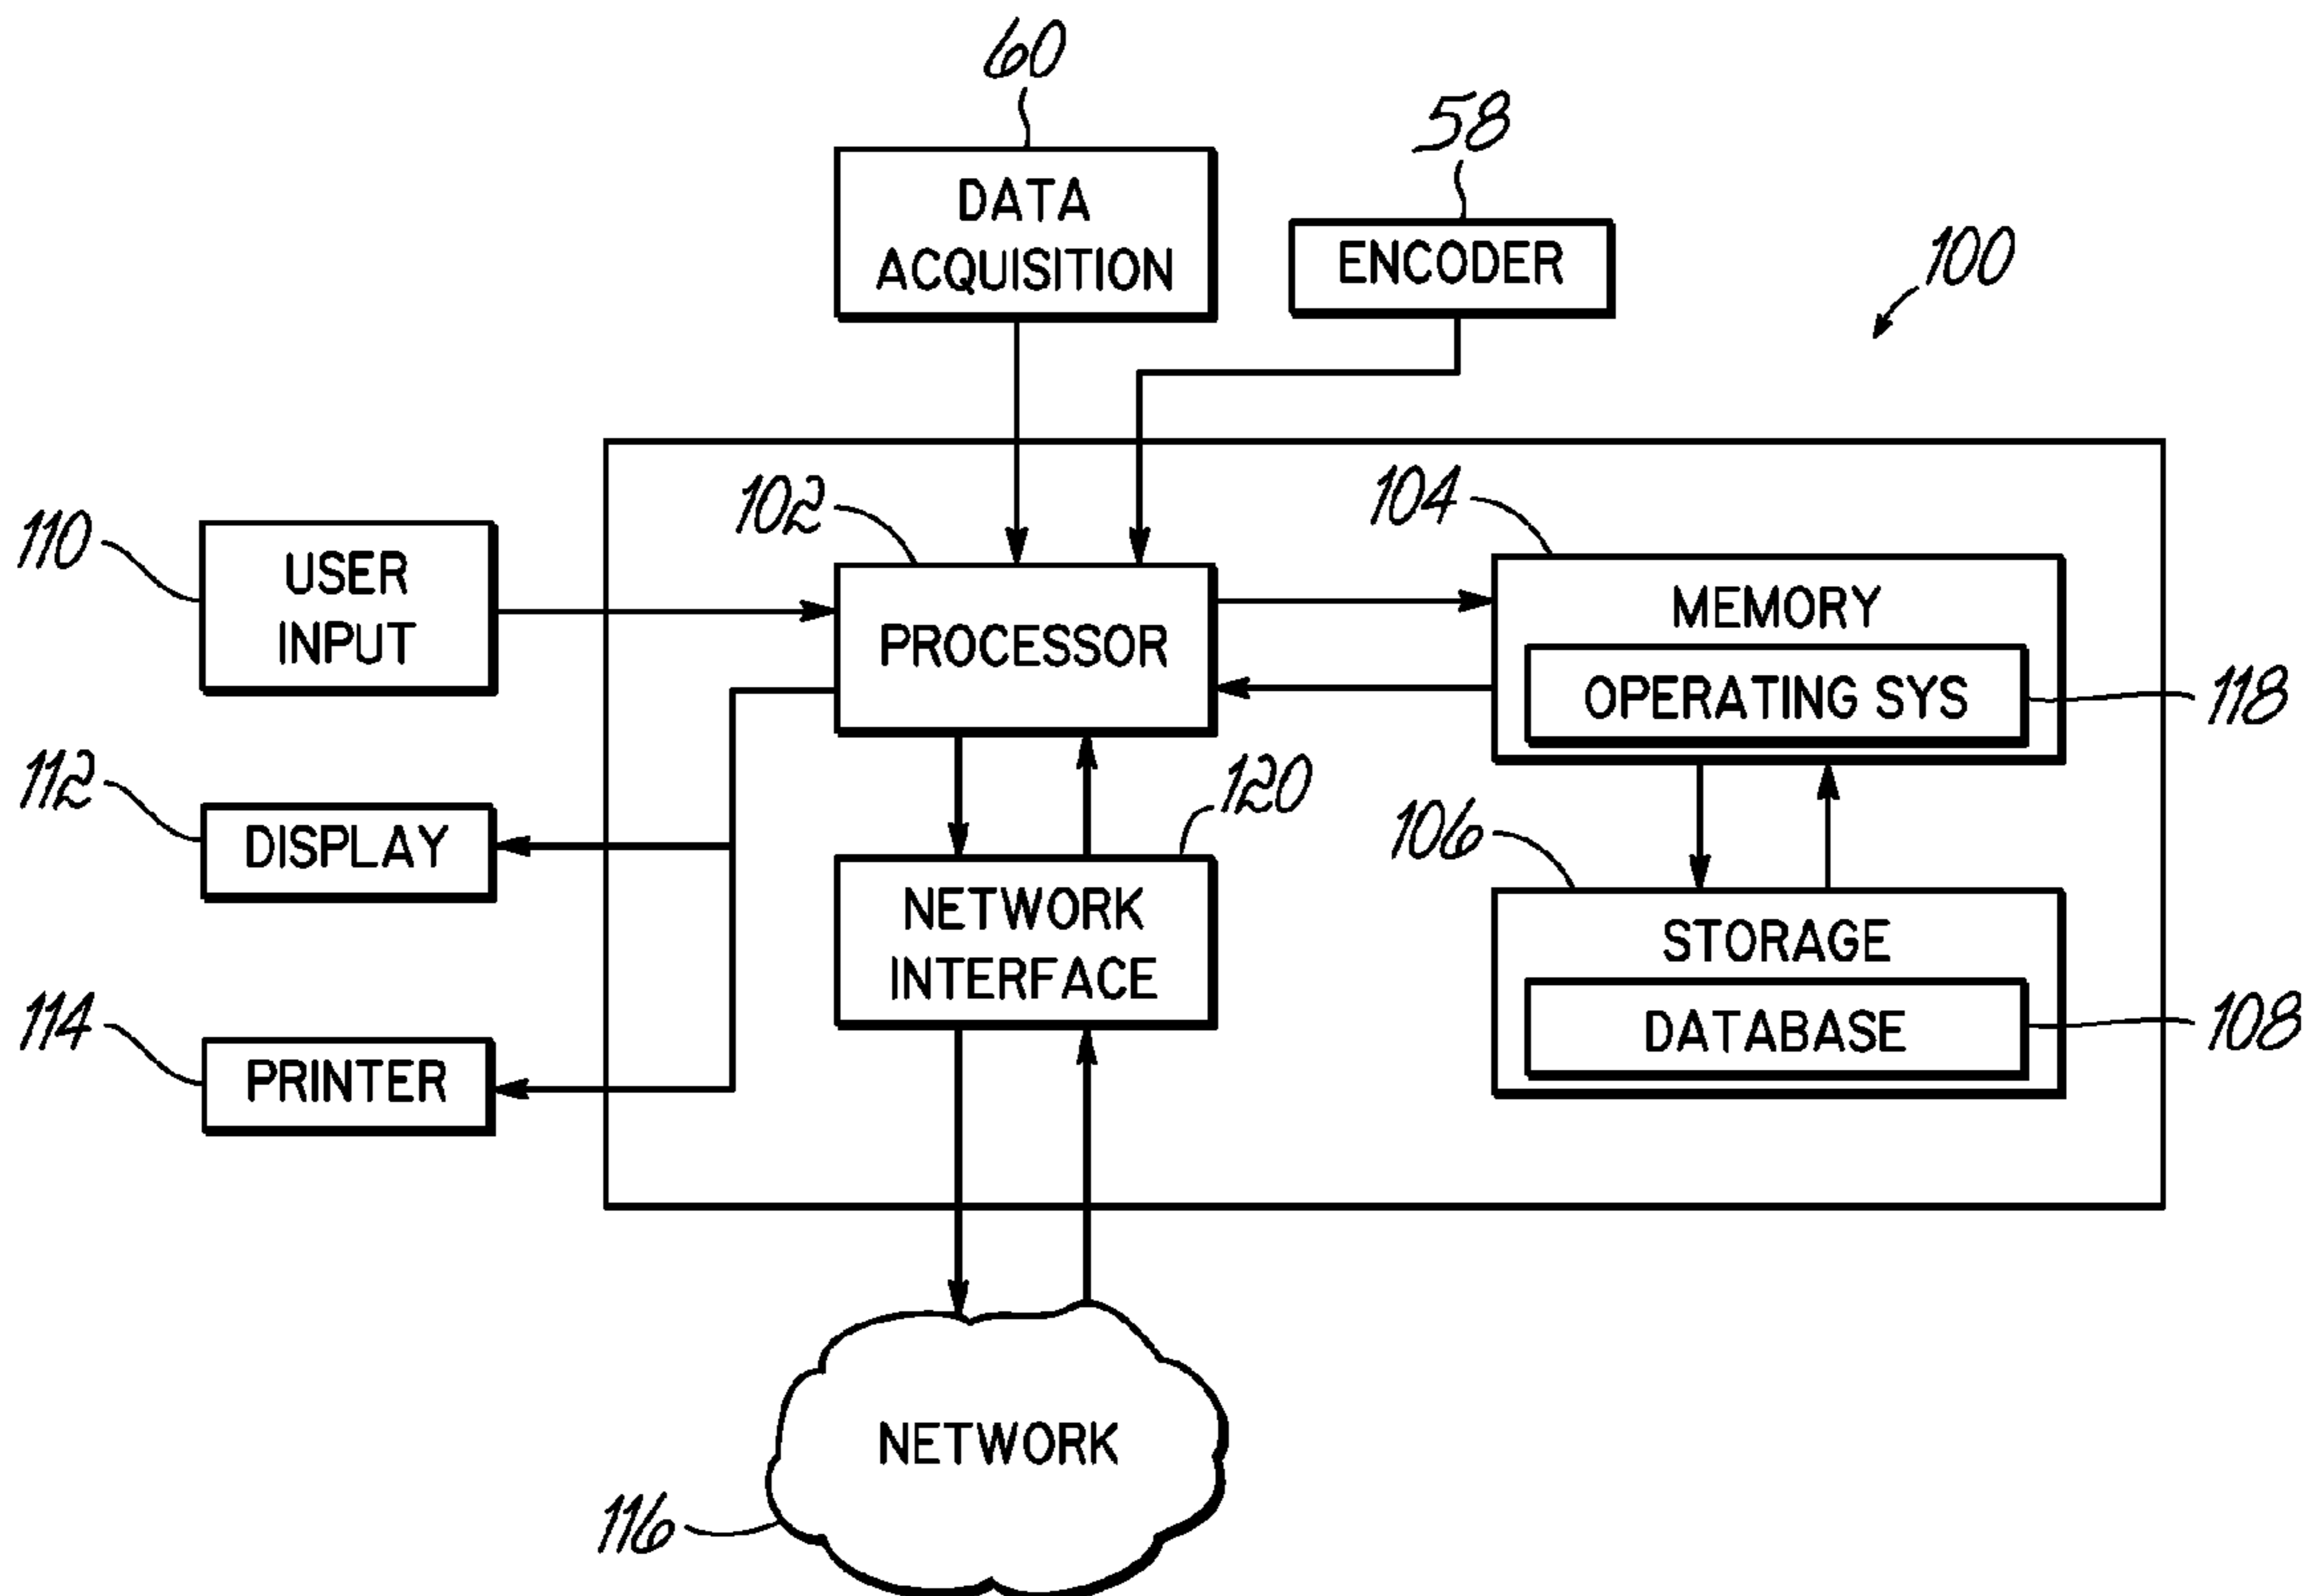 60
58
DATA
ACQUISITION
ENCODER
100
102
104
110
USER
INPUT
PROCESSOR
MEMORY
OPERATING SYS
118
112
DISPLAY
120
106
NETWORK
INTERFACE
STORAGE
DATABASE
108
114
PRINTER
NETWORK
116